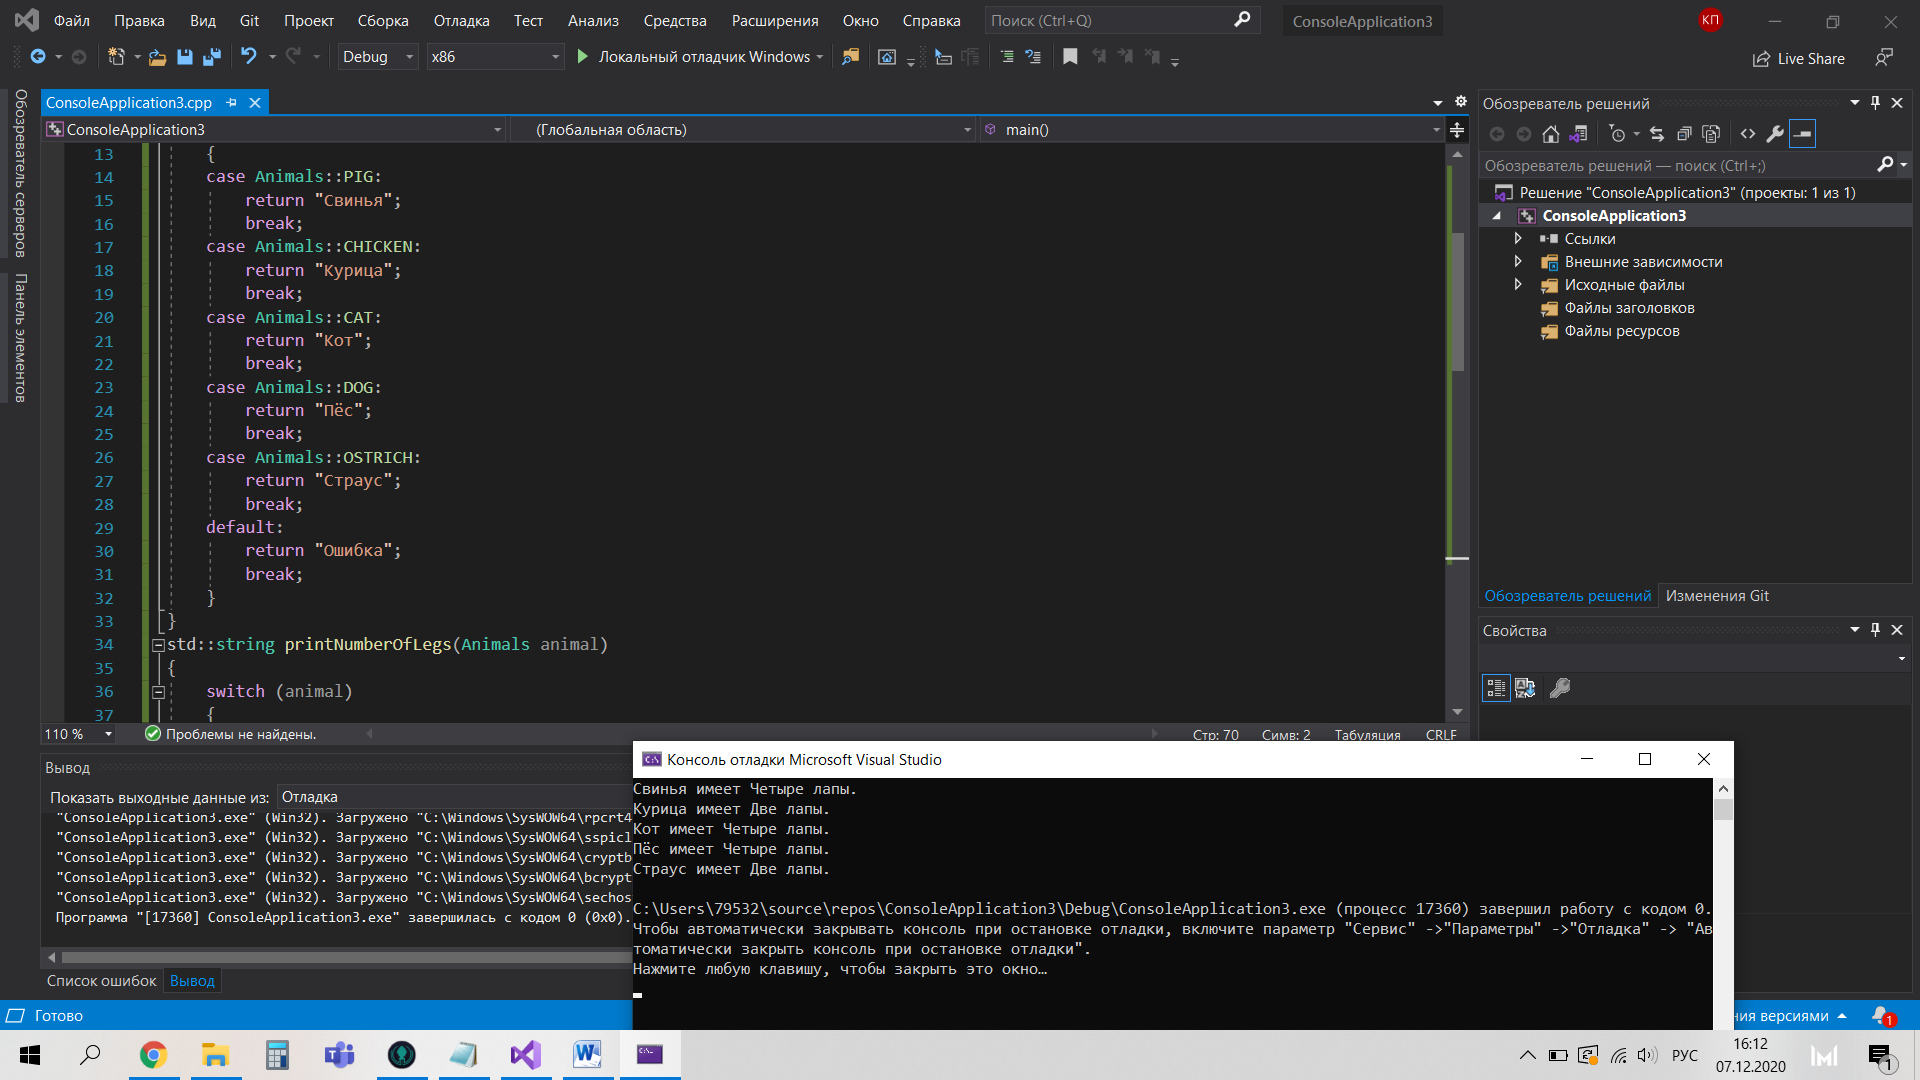 Файл Правка Вид Git Проект Сборка Отладка Тест Анализ Средства Расширения Окно Справка Поиск (Ctrl+Q) ConsoleApplication3 КП
Debug x86 Локальный отладчик Windows Live Share
Обозреватель серверов
Панель элементов
ConsoleApplication3.cpp
ConsoleApplication3 (Глобальная область) main()
13 {
14 case Animals::PIG:
15 return "Свинья";
16 break;
17 case Animals::CHICKEN:
18 return "Курица";
19 break;
20 case Animals::CAT:
21 return "Кот";
22 break;
23 case Animals::DOG:
24 return "Пёс";
25 break;
26 case Animals::OSTRICH:
27 return "Страус";
28 break;
29 default:
30 return "Ошибка";
31 break;
32 }
33 }
34 std::string printNumberOfLegs(Animals animal)
35 {
36 switch (animal)
37 {
110 % Проблемы не найдены. Стр: 70 Симв: 2 Табуляция CRLF
Обозреватель решений
Обозреватель решений — поиск (Ctrl+;)
Решение "ConsoleApplication3" (проекты: 1 из 1)
ConsoleApplication3
Ссылки
Внешние зависимости
Исходные файлы
Файлы заголовков
Файлы ресурсов
Обозреватель решений Изменения Git
Свойства
Вывод
Показать выходные данные из: Отладка
"ConsoleApplication3.exe" (Win32). Загружено "C:\Windows\SysWOW64\rpcrt4
"ConsoleApplication3.exe" (Win32). Загружено "C:\Windows\SysWOW64\sspicl
"ConsoleApplication3.exe" (Win32). Загружено "C:\Windows\SysWOW64\cryptb
"ConsoleApplication3.exe" (Win32). Загружено "C:\Windows\SysWOW64\bcrypt
"ConsoleApplication3.exe" (Win32). Загружено "C:\Windows\SysWOW64\sechos
Программа "[17360] ConsoleApplication3.exe" завершилась с кодом 0 (0x0).
Список ошибок Вывод
Консоль отладки Microsoft Visual Studio
Свинья имеет Четыре лапы.
Курица имеет Две лапы.
Кот имеет Четыре лапы.
Пёс имеет Четыре лапы.
Страус имеет Две лапы.
C:\Users\79532\source\repos\ConsoleApplication3\Debug\ConsoleApplication3.exe (процесс 17360) завершил работу с кодом 0.
Чтобы автоматически закрывать консоль при остановке отладки, включите параметр "Сервис" ->"Параметры" ->"Отладка" -> "Ав
томатически закрыть консоль при остановке отладки".
Нажмите любую клавишу, чтобы закрыть это окно…
Готово ния версиями 1
РУС 16:12
07.12.2020 1